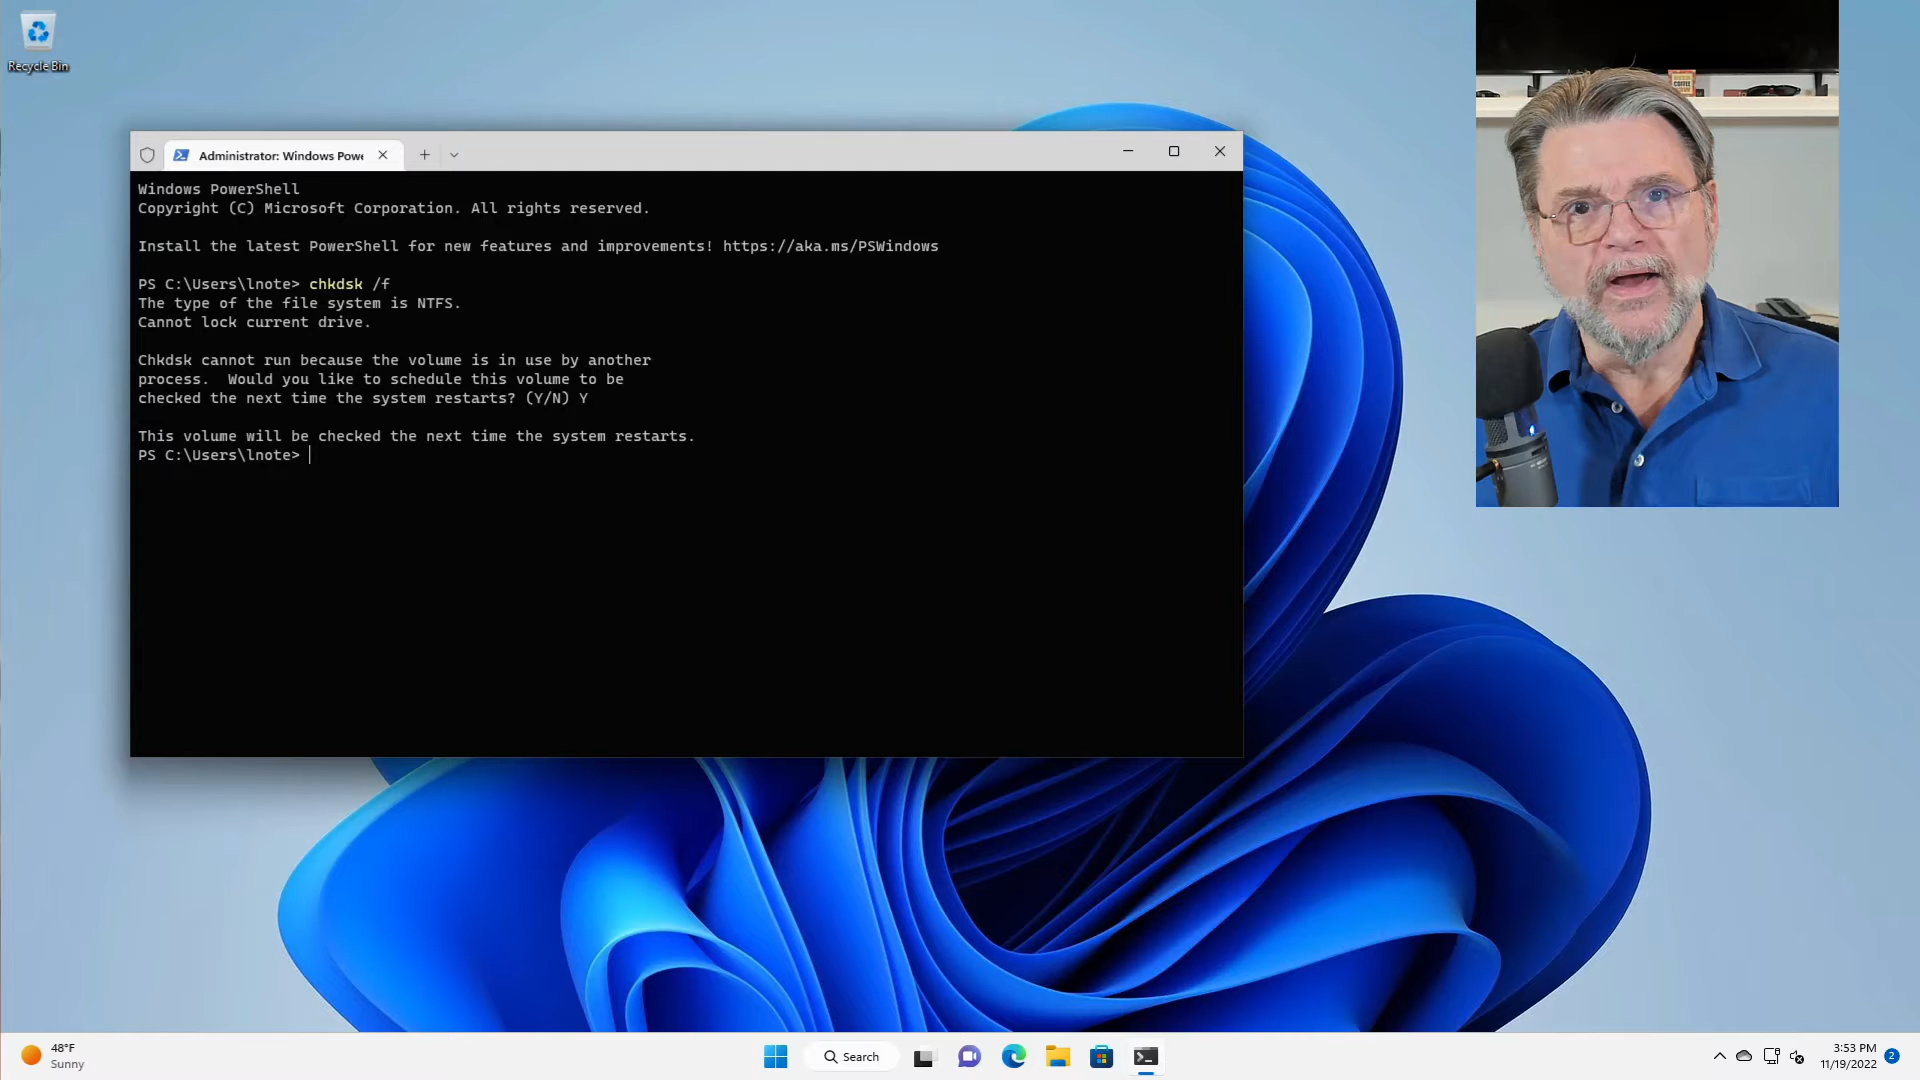 Recycle Bin
Administrator: Windows Powe
Windows PowerShell
Copyright (C) Microsoft Corporation. All rights reserved.
Install the latest PowerShell for new features and improvements! https://aka.ms/PSWindows
PS C:\Users\lnote> chkdsk /f
The type of the file system is NTFS.
Cannot lock current drive.
Chkdsk cannot run because the volume is in use by another
process.  Would you like to schedule this volume to be
checked the next time the system restarts? (Y/N) Y
This volume will be checked the next time the system restarts.
PS C:\Users\lnote>
48°F
Sunny
Search
3:53 PM
11/19/2022
2